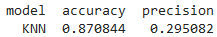 model accuracy precision
KNN 0.870844 0.295082